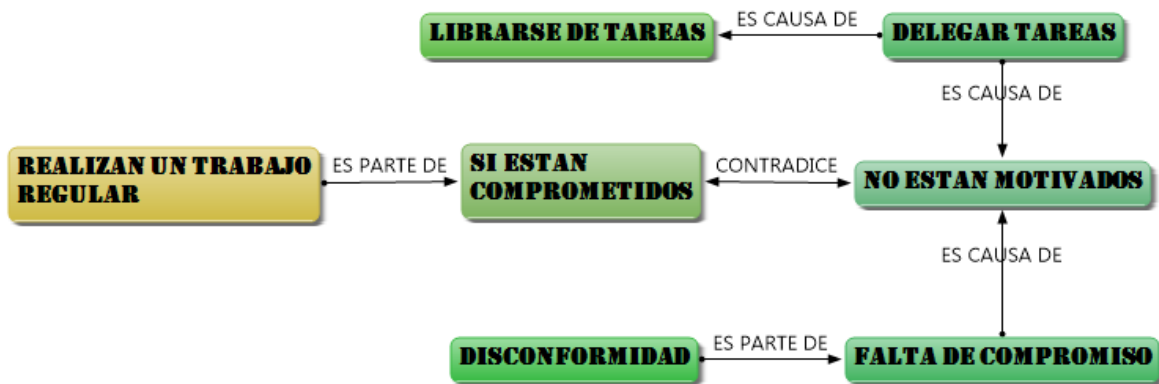 LIBRARSE DE TAREAS
ES CAUSA DE
DELEGAR TAREAS
ES CAUSA DE
REALIZAN UN TRABAJO
REGULAR
ES PARTE DE
SI ESTAN
COMPROMETIDOS
CONTRADICE
NO ESTAN MOTIVADOS
ES CAUSA DE
DISCONFORMIDAD
ES PARTE DE
FALTA DE COMPROMISO